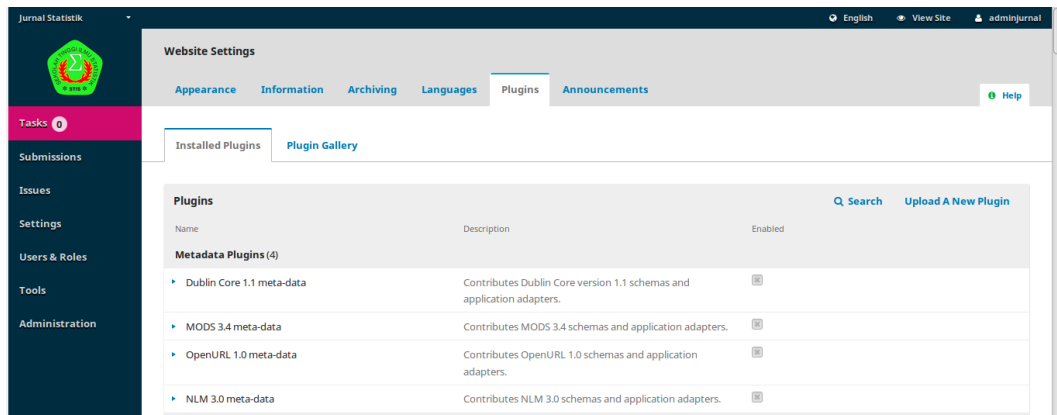 Jurnal Statistik
English View Site adminjurnal
Website Settings
Appearance Information Archiving Languages Plugins Announcements
Help
Tasks 0
Submissions
Issues
Settings
Users & Roles
Tools
Administration
Installed Plugins Plugin Gallery
Plugins Search Upload A New Plugin
Name Description Enabled
Metadata Plugins (4)
Dublin Core 1.1 meta-data Contributes Dublin Core version 1.1 schemas and
application adapters.
MODS 3.4 meta-data Contributes MODS 3.4 schemas and application adapters.
OpenURL 1.0 meta-data Contributes OpenURL 1.0 schemas and application
adapters.
NLM 3.0 meta-data Contributes NLM 3.0 schemas and application adapters.